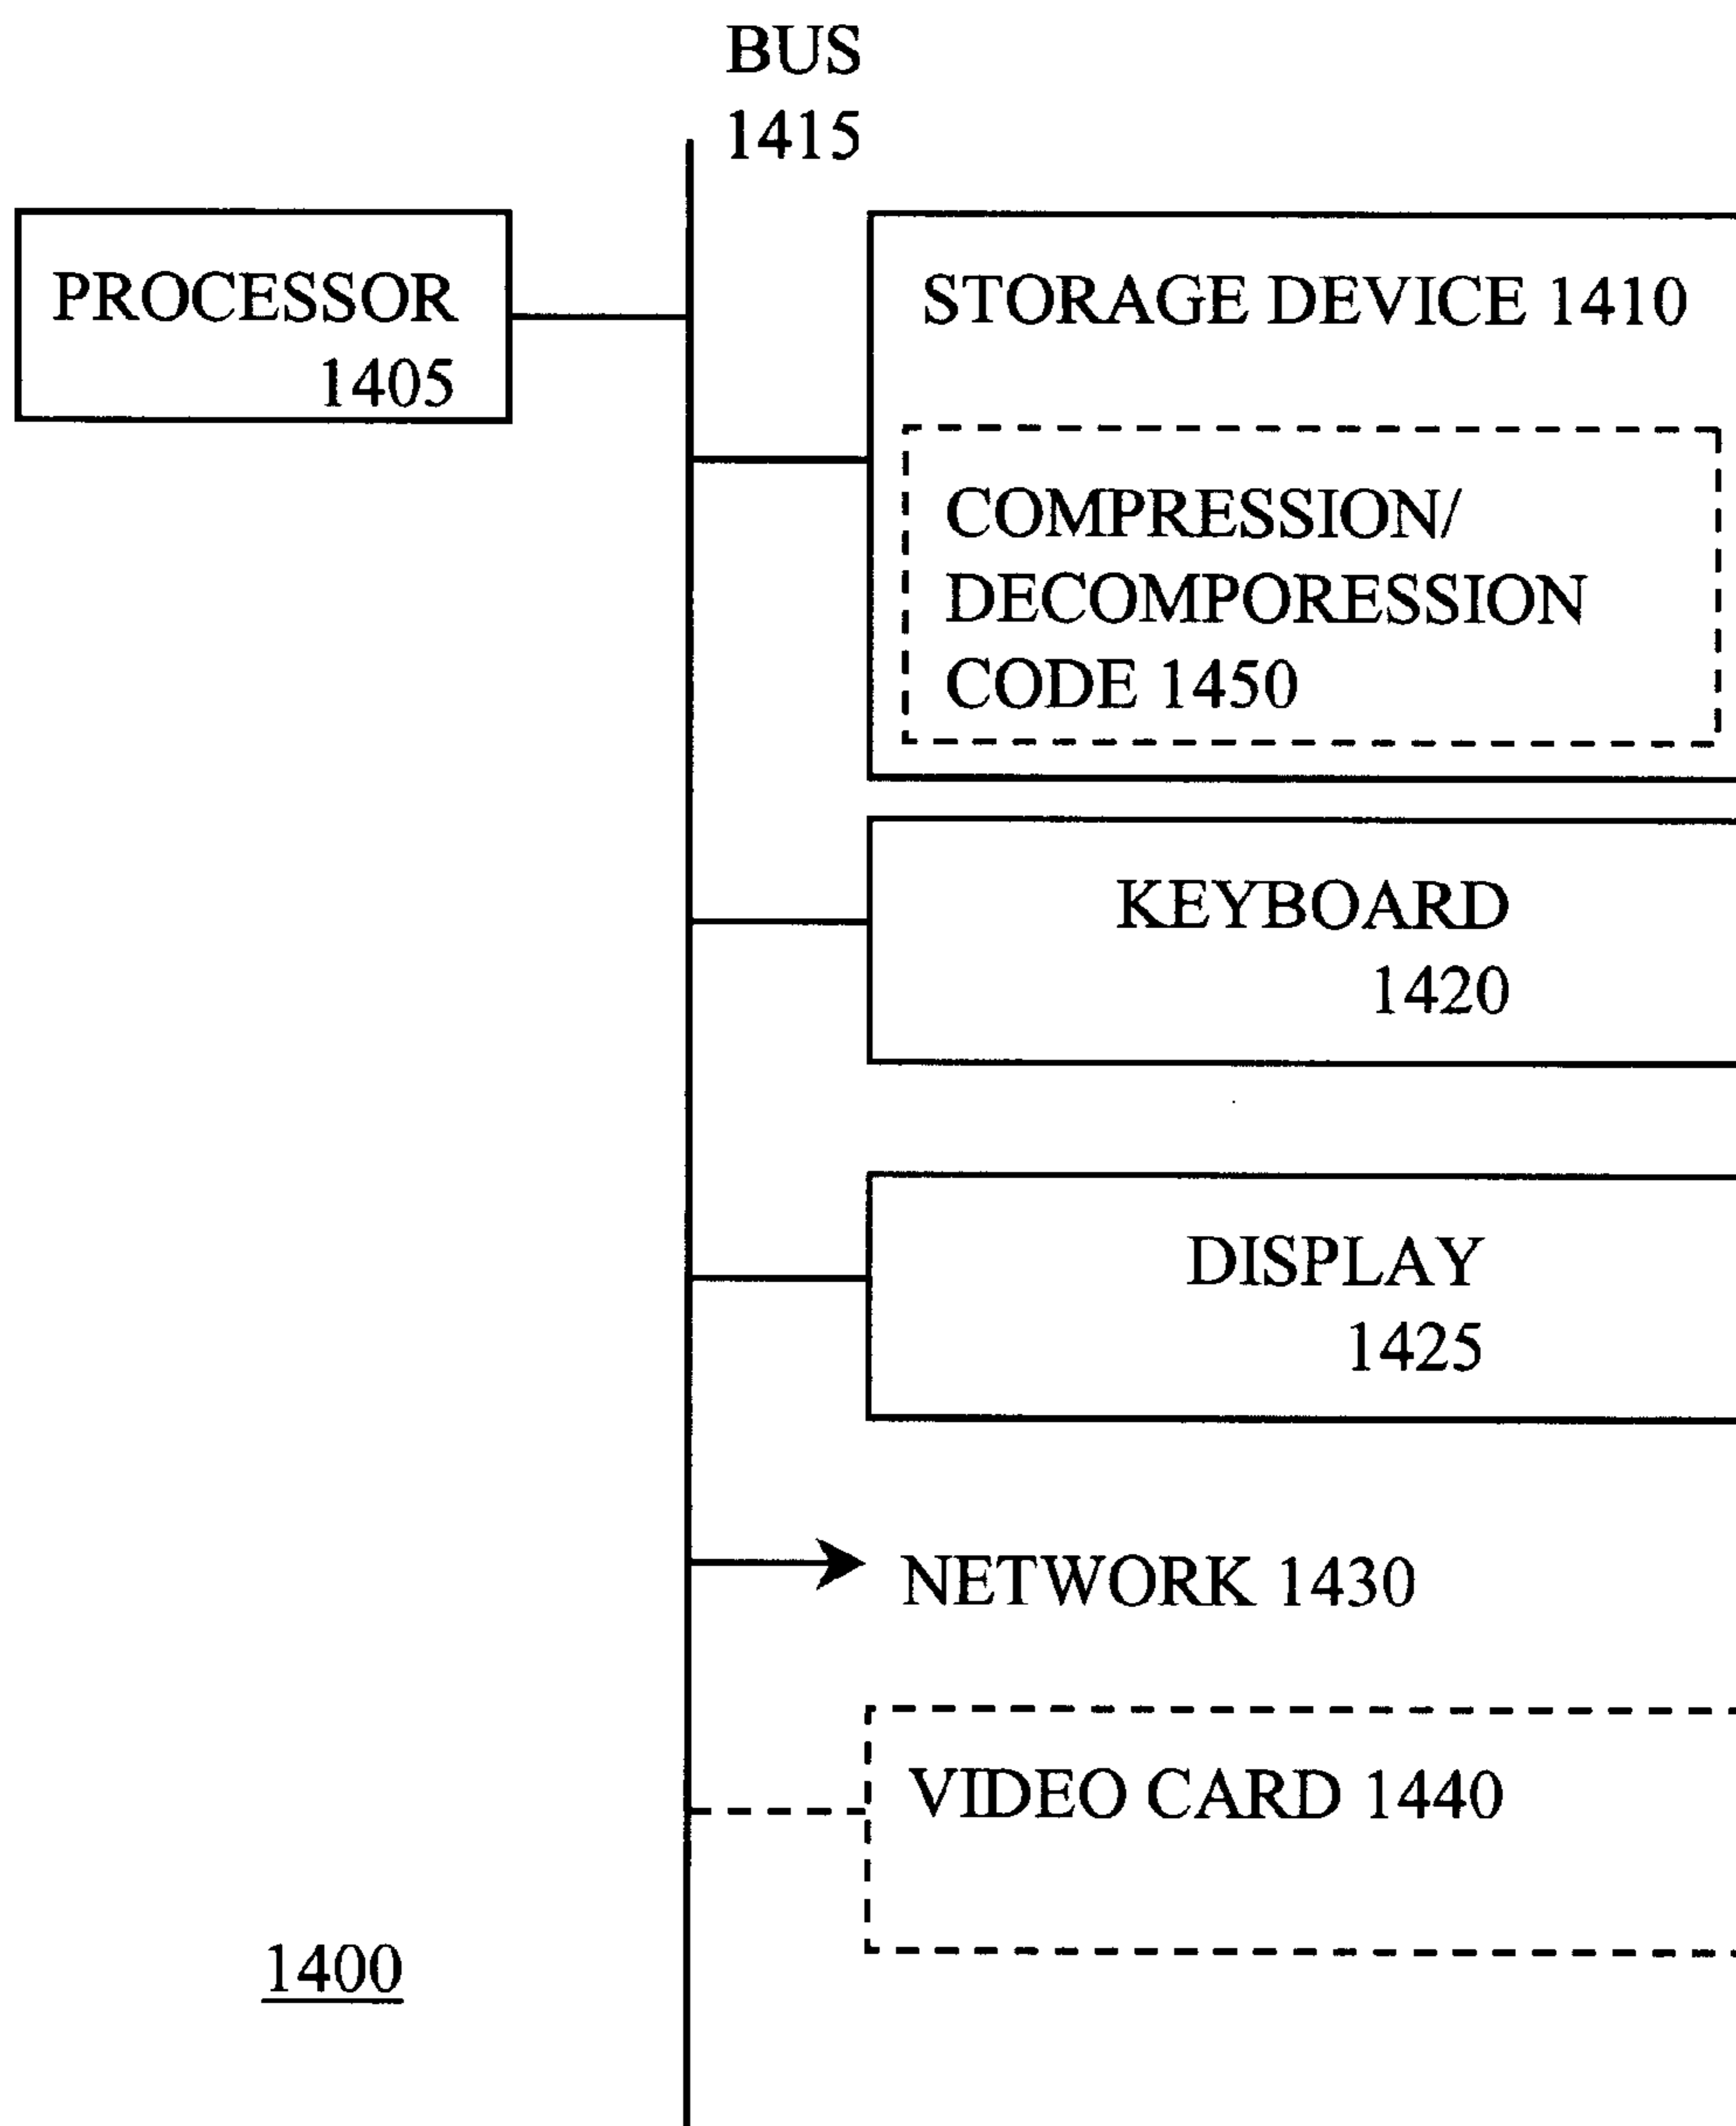 BUS
1415
PROCESSOR
1405
STORAGE DEVICE 1410
COMPRESSION/
DECOMPORESSION
CODE 1450
KEYBOARD
1420
DISPLAY
1425
NETWORK 1430
VIDEO CARD 1440
1400